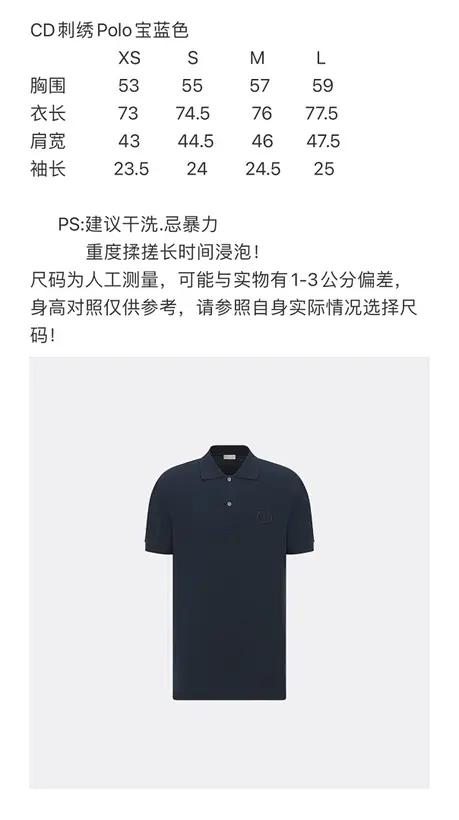 CD刺绣Polo宝蓝色
XS S M L
胸围 53 55 57 59
衣长 73 74.5 76 77.5
肩宽 43 44.5 46 47.5
袖长 23.5 24 24.5 25
PS:建议干洗.忌暴力
重度揉搓长时间浸泡！
尺码为人工测量，可能与实物有1-3公分偏差，
身高对照仅供参考，请参照自身实际情况选择尺
码！